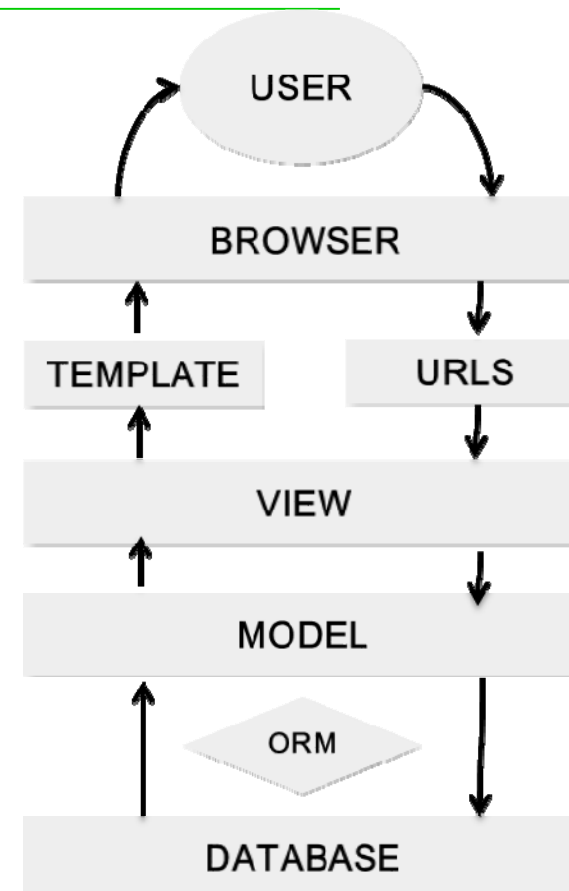 USER
BROWSER
TEMPLATE
URLS
VIEW
MODEL
ORM
DATABASE